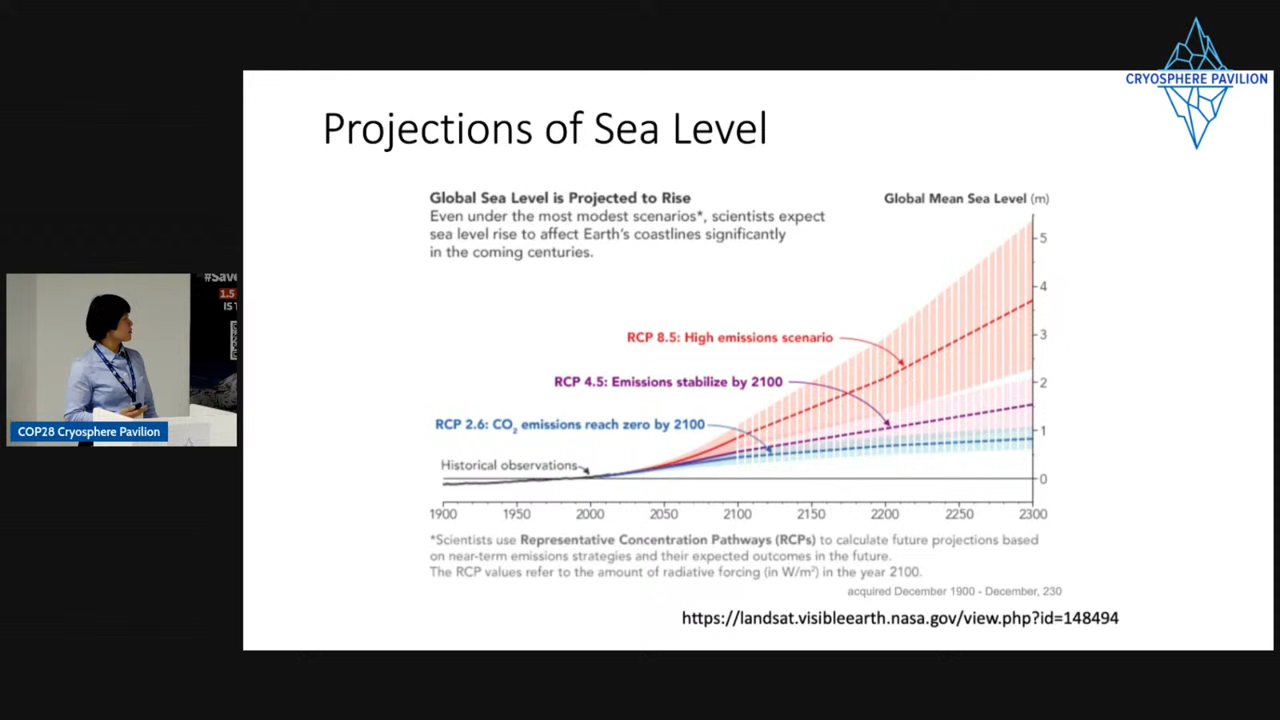 CRYOSPHERE PAVILION
Projections of Sea Level
Global Sea Level is Projected to Rise
Even under the most modest scenarios*, scientists expect
sea level rise to affect Earth's coastlines significantly
in the coming centuries.
Global Mean Sea Level (m)
5
4
3
2
1
0
RCP 8.5: High emissions scenario
RCP 4.5: Emissions stabilize by 2100
RCP 2.6: CO₂ emissions reach zero by 2100
Historical observations
1900 1950 2000 2050 2100 2150 2200 2250 2300
*Scientists use Representative Concentration Pathways (RCPs) to calculate future projections based
on near-term emissions strategies and their expected outcomes in the future.
The RCP values refer to the amount of radiative forcing (in W/m²) in the year 2100.
acquired December 1900 - December, 230
https://landsat.visibleearth.nasa.gov/view.php?id=148494
#Save
1.5
IS
COP28 Cryosphere Pavilion